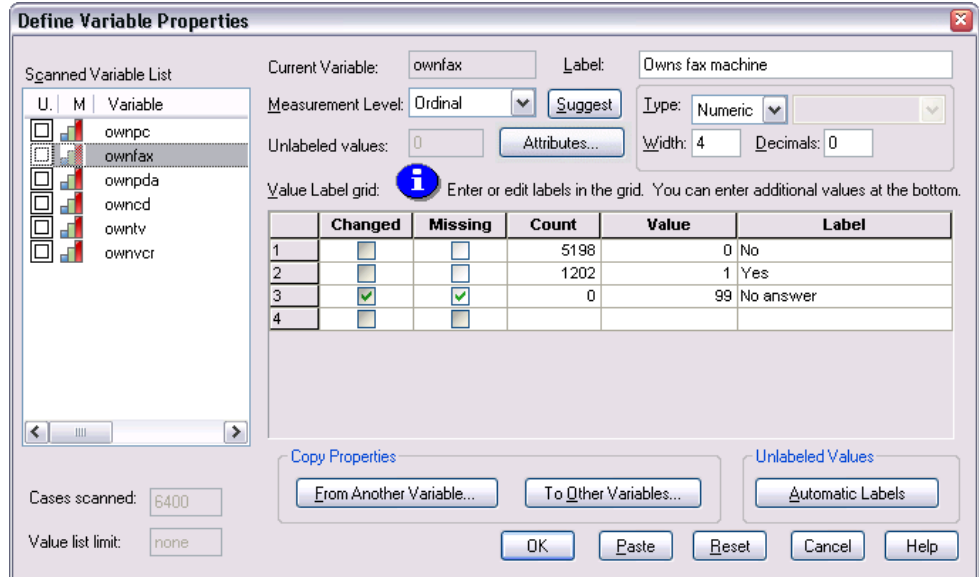 Define Variable Properties
Scanned Variable List
U. M Variable
ownpc
ownfax
ownpda
owncd
owntv
ownvcr
Cases scanned: 6400
Value list limit: none
Current Variable: ownfax Label: Owns fax machine
Measurement Level: Ordinal Suggest Type: Numeric
Unlabeled values: 0 Attributes... Width: 4 Decimals: 0
Value Label grid: i Enter or edit labels in the grid. You can enter additional values at the bottom.
Changed Missing Count Value Label
1 5198 0 No
2 1202 1 Yes
3 0 99 No answer
4
Copy Properties
From Another Variable... To Other Variables...
Unlabeled Values
Automatic Labels
OK Paste Reset Cancel Help